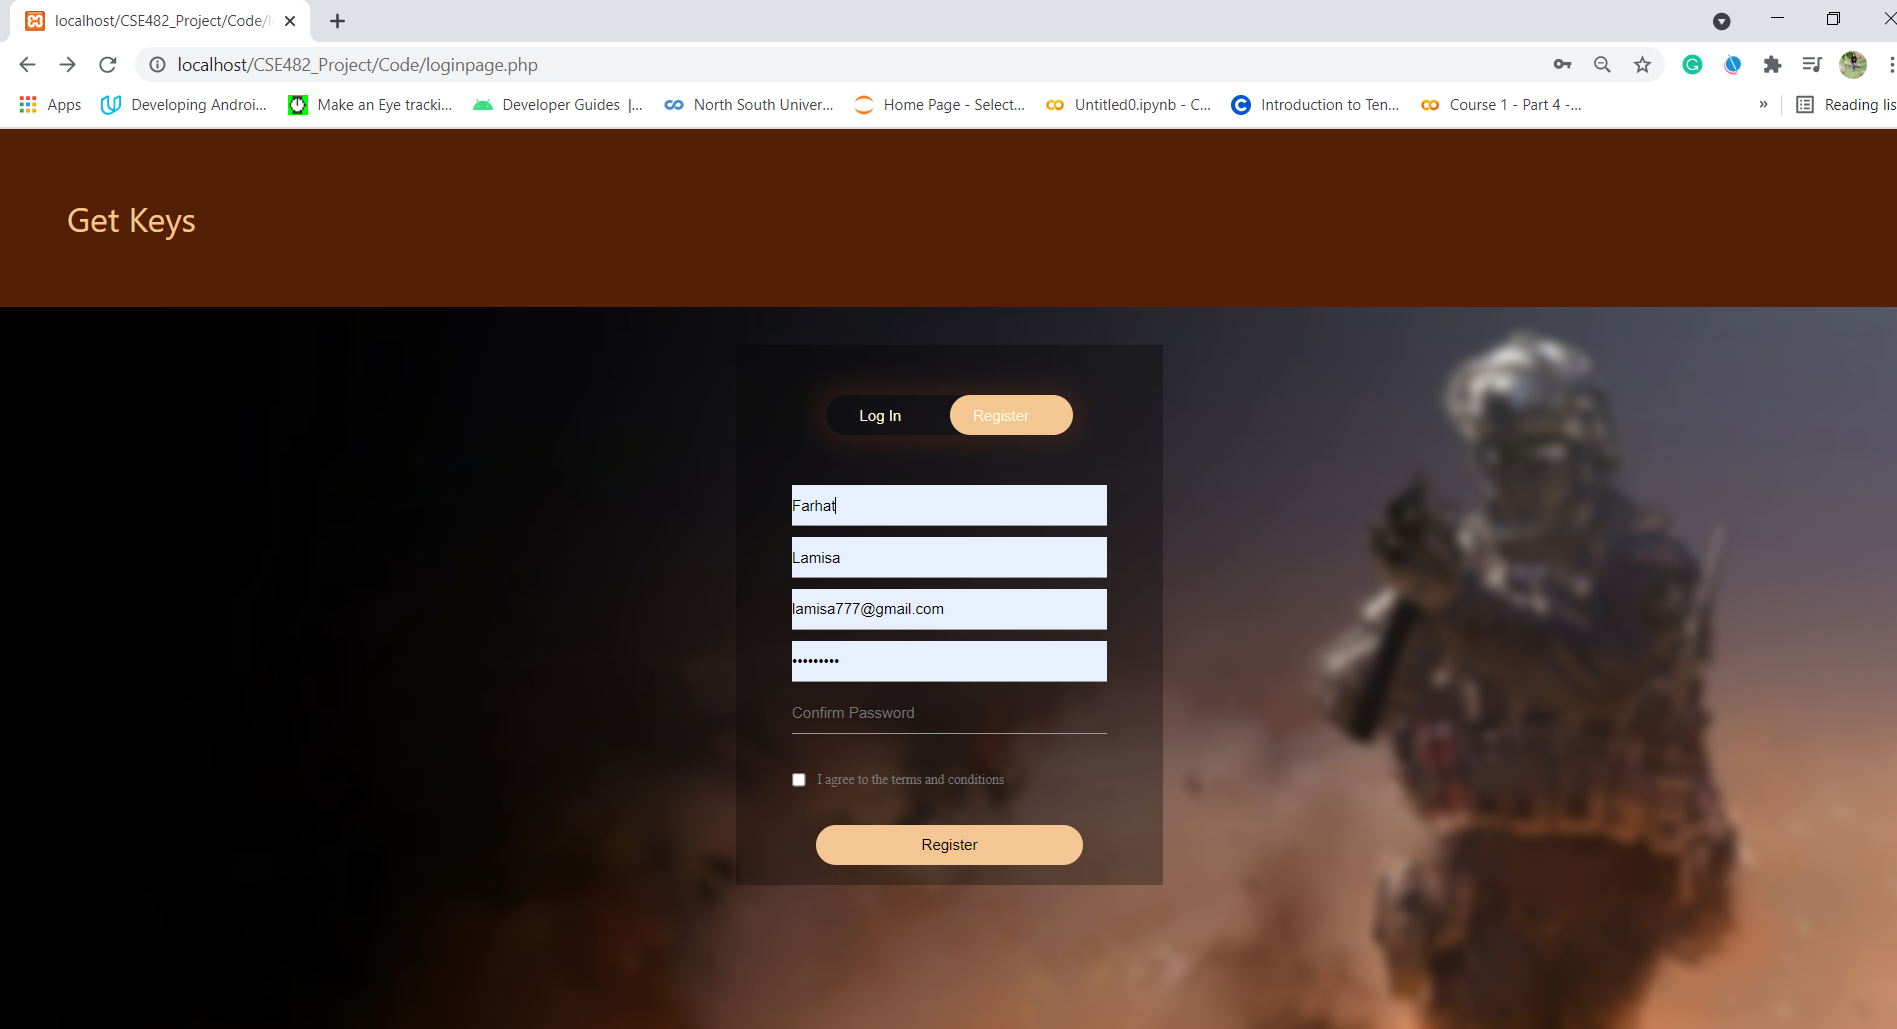 localhost/CSE482_Project/Code/l
localhost/CSE482_Project/Code/loginpage.php
Apps Developing Androi... Make an Eye tracki... Developer Guides |... North South Univer... Home Page - Select... Untitled0.ipynb - C... Introduction to Ten... Course 1 - Part 4 -... » Reading lis
Get Keys
Log In Register
Farhat
Lamisa
lamisa777@gmail.com
•••••••••
Confirm Password
I agree to the terms and conditions
Register